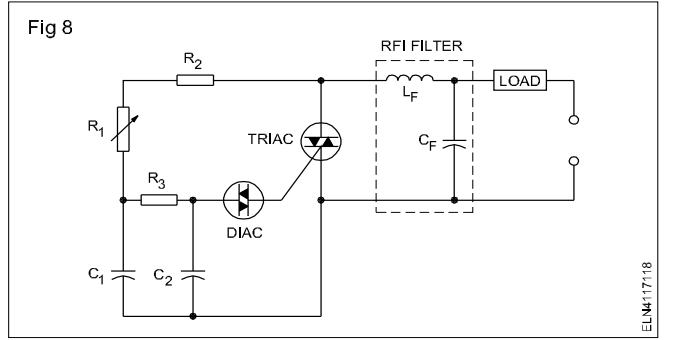 Fig 8
RFI FILTER
R2
LF
LOAD
R1
TRIAC
CF
R3
DIAC
C1
C2
ELN4117118